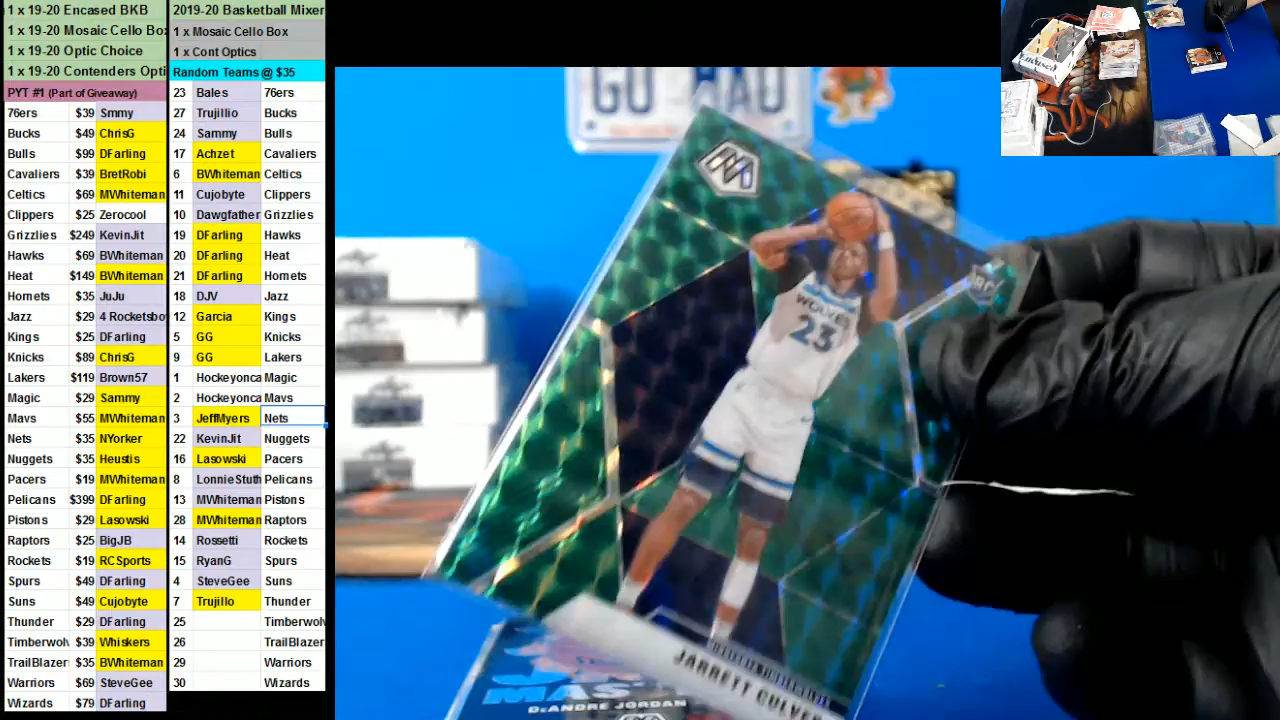 1 x 19-20 Encased BKB
1 x 19-20 Mosaic Cello Box
1 x 19-20 Optic Choice
1 x 19-20 Contenders Opti
PYT #1 (Part of Giveaway)
76ers $39 Smmy
Bucks $49 ChrisG
Bulls $99 DFarling
Cavaliers $39 BretRobi
Celtics $69 MWhiteman
Clippers $25 Zerocool
Grizzlies $249 KevinJit
Hawks $69 BWhiteman
Heat $149 BWhiteman
Hornets $35 JuJu
Jazz $29 4 Rocketsbo
Kings $25 DFarling
Knicks $89 ChrisG
Lakers $119 Brown57
Magic $29 Sammy
Mavs $55 MWhiteman
Nets $35 NYorker
Nuggets $35 Heustis
Pacers $19 MWhiteman
Pelicans $399 DFarling
Pistons $29 Lasowski
Raptors $25 BigJB
Rockets $19 RCSports
Spurs $49 DFarling
Suns $49 Cujobyte
Thunder $29 DFarling
Timberwolv $39 Whiskers
TrailBlazer $35 BWhiteman
Warriors $69 SteveGee
Wizards $79 DFarling
2019-20 Basketball Mixer
1 x Mosaic Cello Box
1 x Cont Optics
Random Teams @ $35
23 Bales 76ers
27 Trujillio Bucks
24 Sammy Bulls
17 Achzet Cavaliers
6 BWhiteman Celtics
11 Cujobyte Clippers
10 Dawgfather Grizzlies
19 DFarling Hawks
20 DFarling Heat
21 DFarling Hornets
18 DJV Jazz
12 Garcia Kings
5 GG Knicks
9 GG Lakers
1 Hockeyonca Magic
2 Hockeyonca Mavs
3 JeffMyers Nets
22 KevinJit Nuggets
16 Lasowski Pacers
8 LonnieStuth Pelicans
13 MWhiteman Pistons
28 MWhiteman Raptors
14 Rossetti Rockets
15 RyanG Spurs
4 SteveGee Suns
7 Trujillo Thunder
25 Timberwolv
26 TrailBlazer
29 Warriors
30 Wizards
RC
WOLVES
23
JARRETT CULVER
DEANDRE JORDAN
Encased